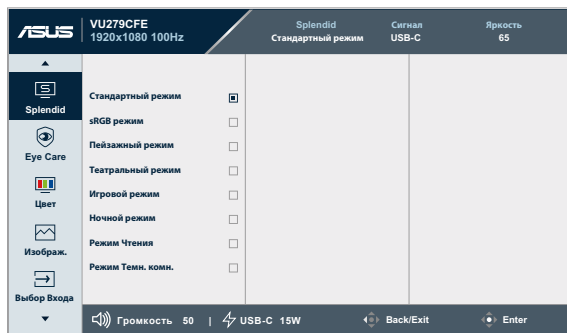 ASUS
VU279CFE
1920x1080 100Hz
Splendid
Стандартный режим
Сигнал
USB-C
Яркость
65
Splendid
Eye Care
Цвет
Изображ.
Выбор Входа
Стандартный режим
sRGB режим
Пейзажный режим
Театральный режим
Игровой режим
Ночной режим
Режим Чтения
Режим Темн. комн.
Громкость 50 | USB-C 15W
Back/Exit
Enter